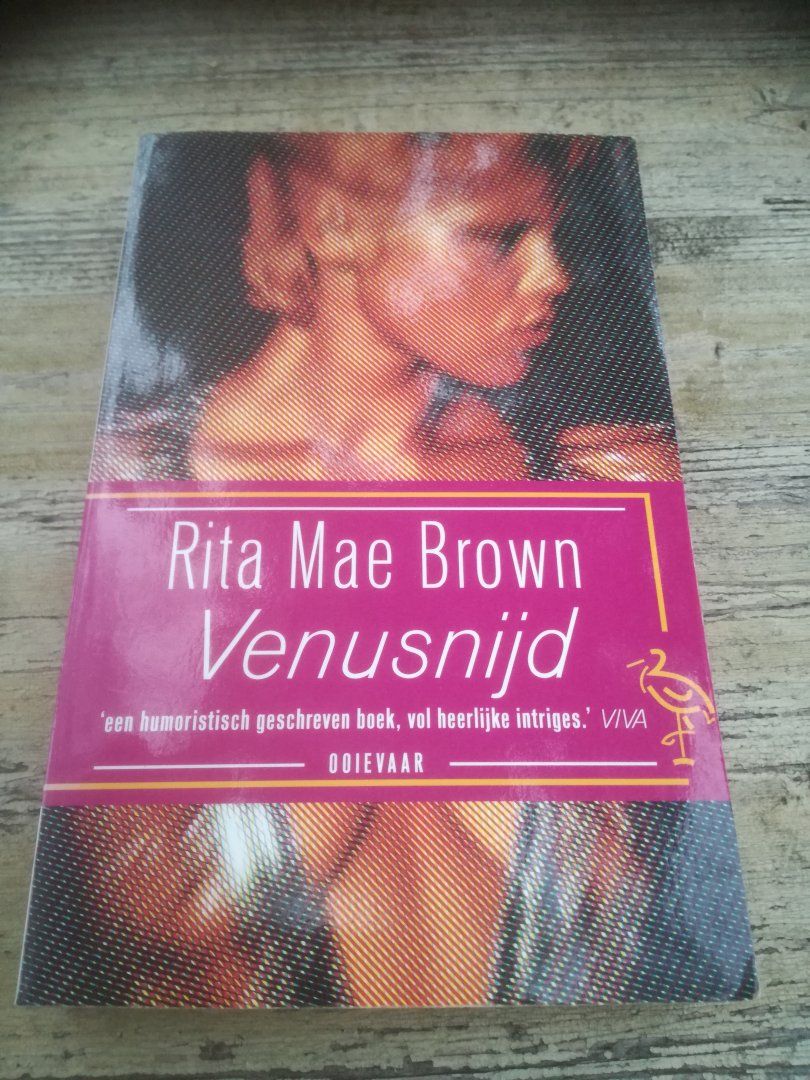 Rita Mae Brown
Venusnijd
'een humoristisch geschreven boek, vol heerlijke intriges.' VIVA
OOIEVAAR